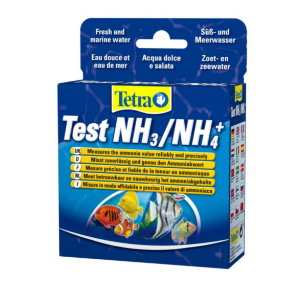 Fresh and
marine water
Süß- und
Meerwasser
Eau douce et
eau de mer
Acqua dolce
e salata
Zoet- en
zeewater
Tetra
Test NH₃/NH₄⁺
UK Measures the ammonia value reliably and precisely
D Misst zuverlässig und genau den Ammoniakwert
F Mesure précise et fiable de la teneur en ammoniaque
NL Meet betrouwbaar en nauwkeurig het ammoniakgehalte
I Misura in modo affidabile e preciso il valore di ammoniaca